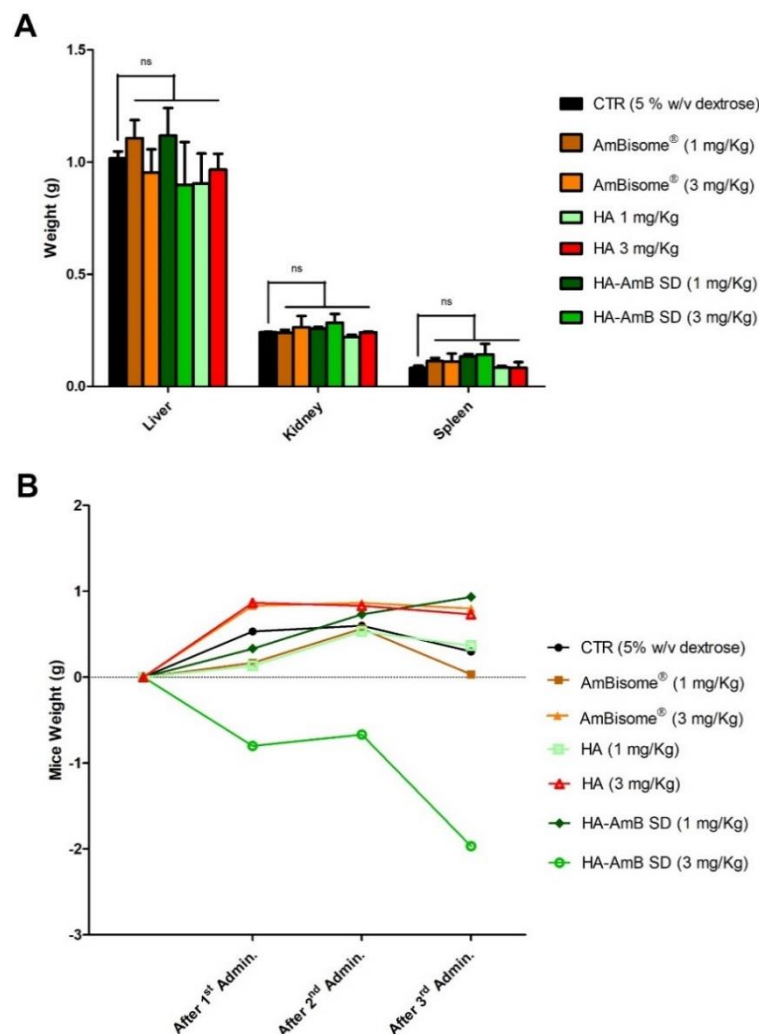 A
1.5
1.0
0.5
0.0
Weight (g)
ns
ns
ns
Liver
Kidney
Spleen
CTR (5 % w/v dextrose)
AmBisome® (1 mg/Kg)
AmBisome® (3 mg/Kg)
HA 1 mg/Kg
HA 3 mg/Kg
HA-AmB SD (1 mg/Kg)
HA-AmB SD (3 mg/Kg)
B
2
1
0
-1
-2
-3
Mice Weight (g)
After 1st Admin.
After 2nd Admin.
After 3rd Admin.
CTR (5% w/v dextrose)
AmBisome® (1 mg/Kg)
AmBisome® (3 mg/Kg)
HA (1 mg/Kg)
HA (3 mg/Kg)
HA-AmB SD (1 mg/Kg)
HA-AmB SD (3 mg/Kg)